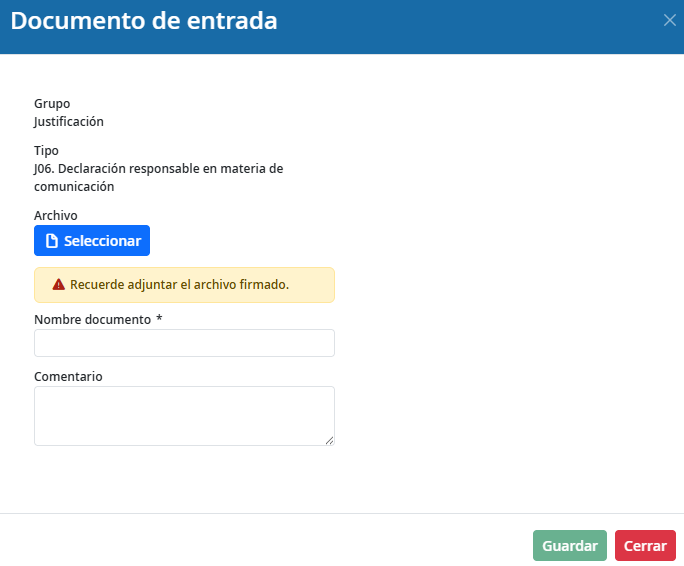 Documento de entrada
Grupo
Justificación
Tipo
J06. Declaración responsable en materia de
comunicación
Archivo
Seleccionar
Recuerde adjuntar el archivo firmado.
Nombre documento *
Comentario
Guardar
Cerrar